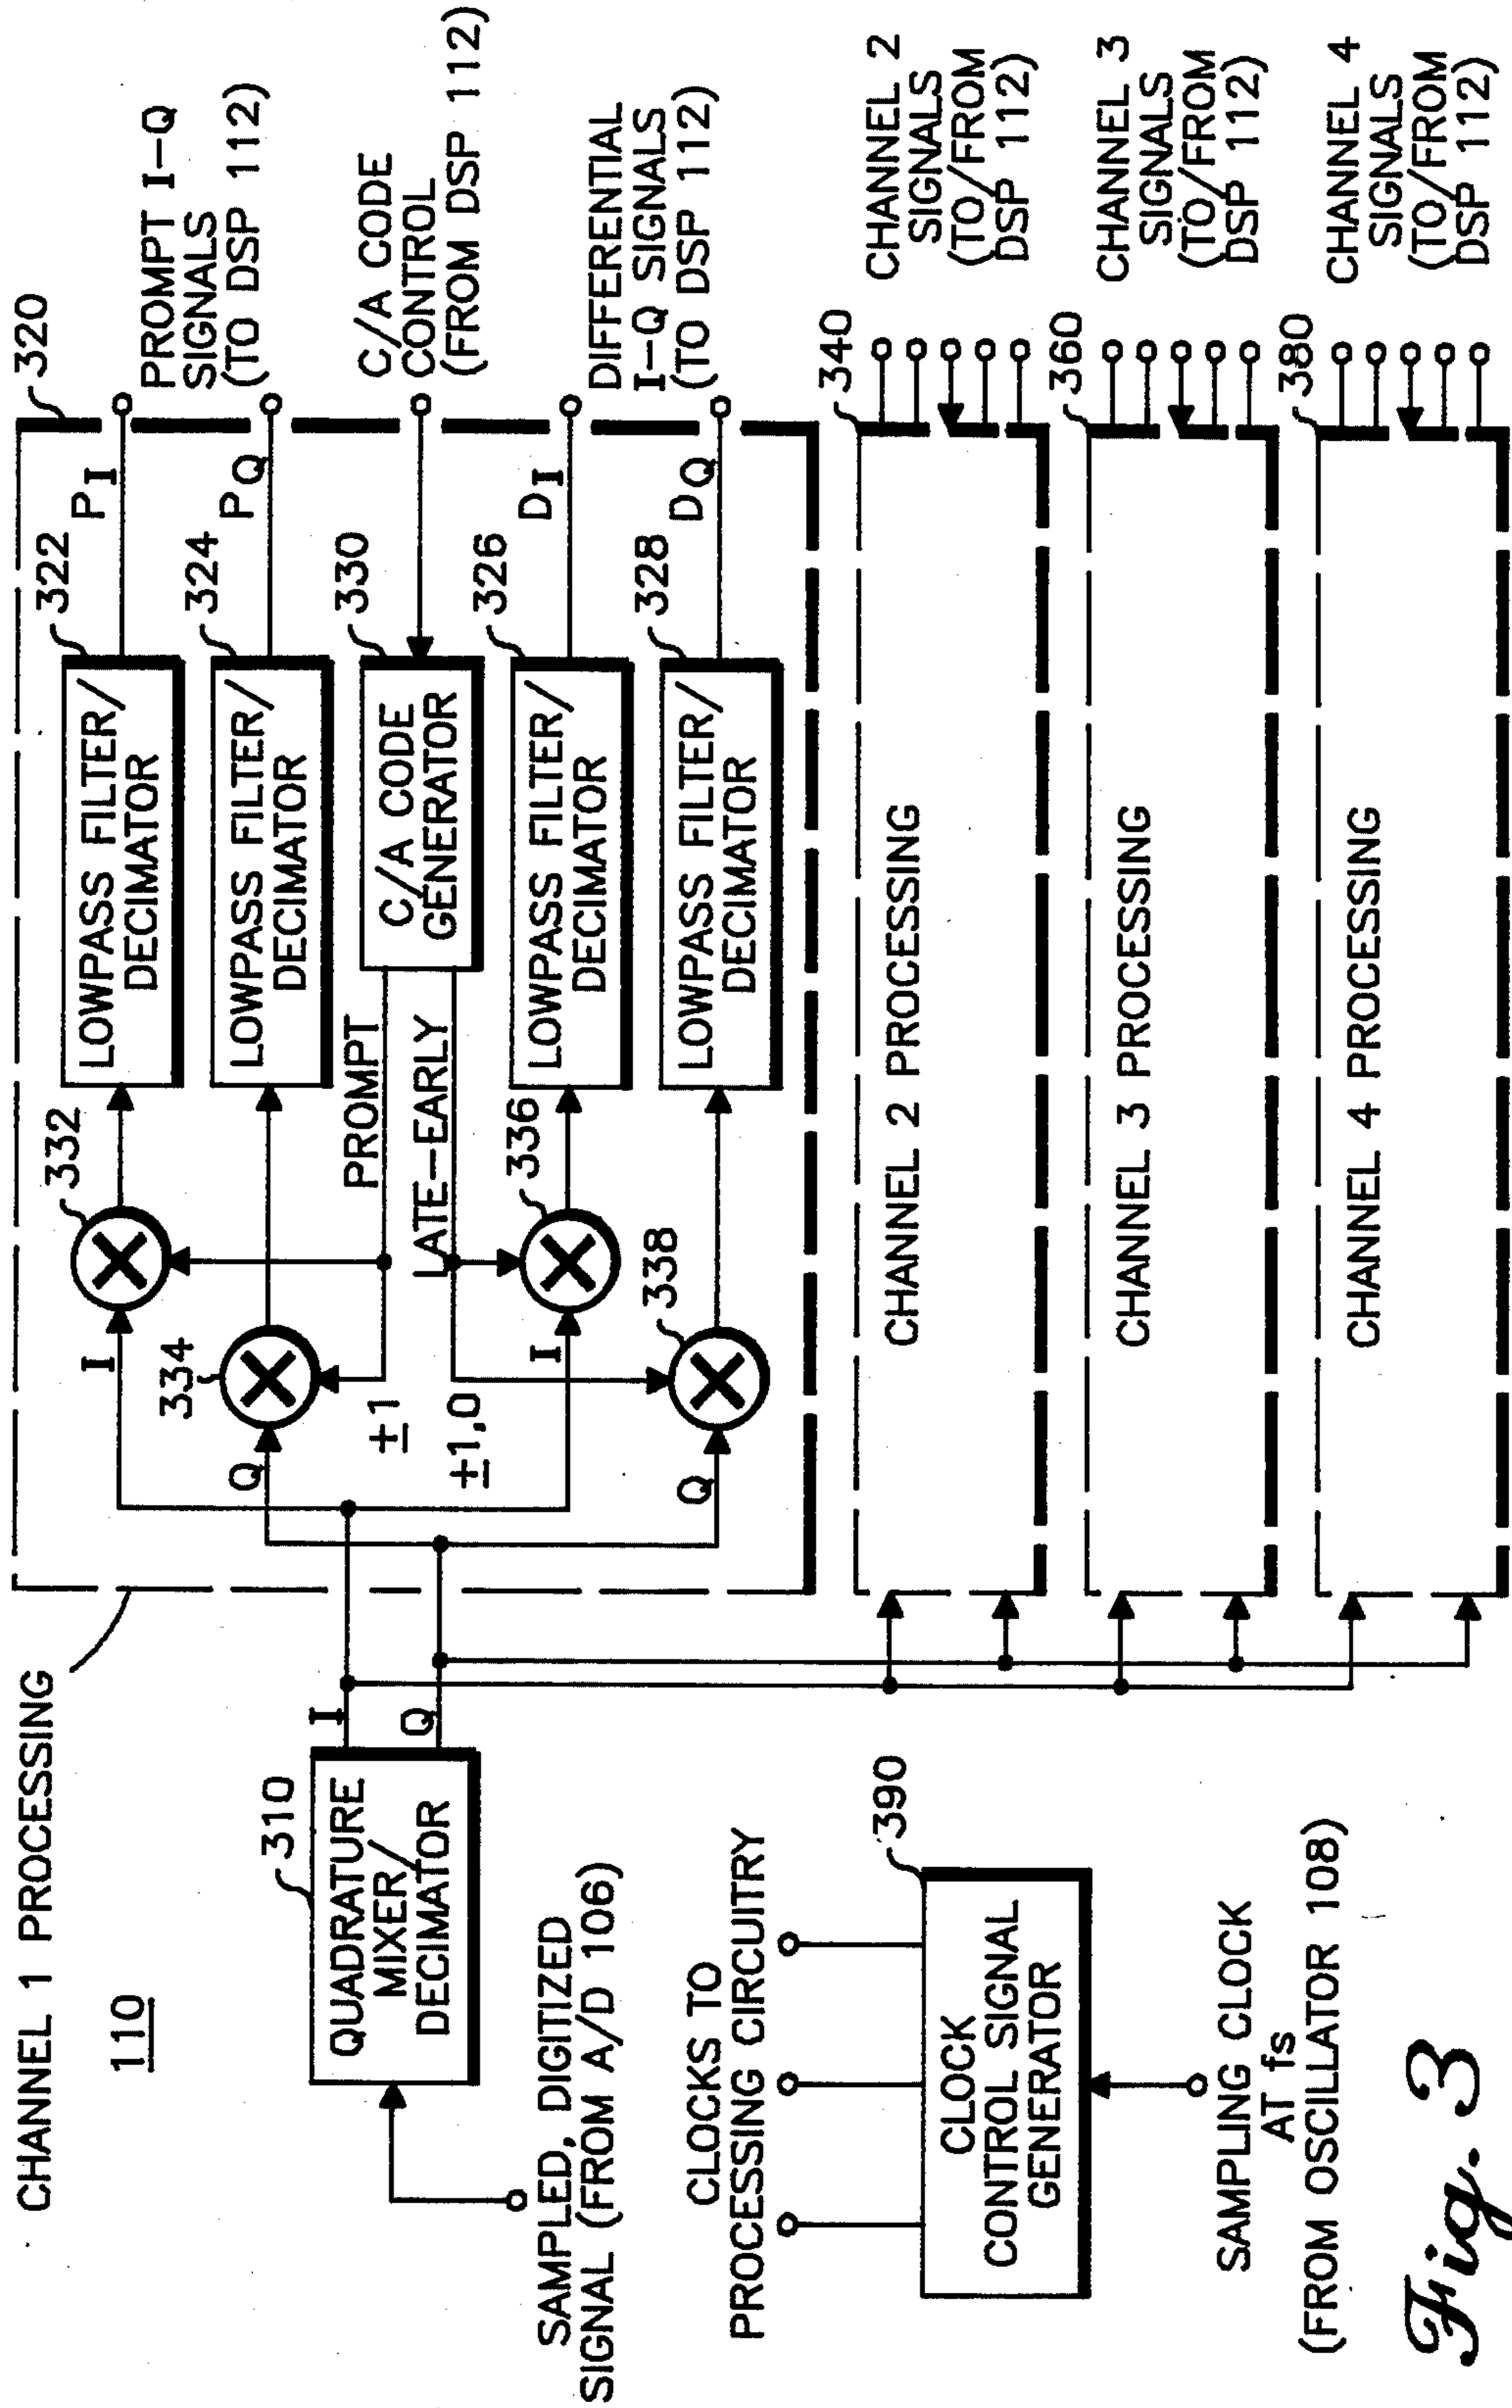 CHANNEL 1 PROCESSING
110
320
322
332
LOWPASS FILTER/
DECIMATOR
PI
PROMPT I-Q
SIGNALS
(TO DSP 112)
I
324
334
LOWPASS FILTER/
DECIMATOR
PQ
Q
310
QUADRATURE
MIXER/
DECIMATOR
I
Q
±1
PROMPT
330
C/A CODE
GENERATOR
C/A CODE
CONTROL
(FROM DSP 112)
±1,0
LATE-EARLY
336
326
LOWPASS FILTER/
DECIMATOR
DI
DIFFERENTIAL
I-Q SIGNALS
(TO DSP 112)
I
338
328
LOWPASS FILTER/
DECIMATOR
DQ
Q
SAMPLED, DIGITIZED
SIGNAL (FROM A/D 106)
340
CHANNEL 2 PROCESSING
CHANNEL 2
SIGNALS
(TO/FROM
DSP 112)
360
CHANNEL 3 PROCESSING
CHANNEL 3
SIGNALS
(TO/FROM
DSP 112)
380
CHANNEL 4 PROCESSING
CHANNEL 4
SIGNALS
(TO/FROM
DSP 112)
CLOCKS TO
PROCESSING CIRCUITRY
390
CLOCK
CONTROL SIGNAL
GENERATOR
SAMPLING CLOCK
AT fs
(FROM OSCILLATOR 108)
Fig. 3